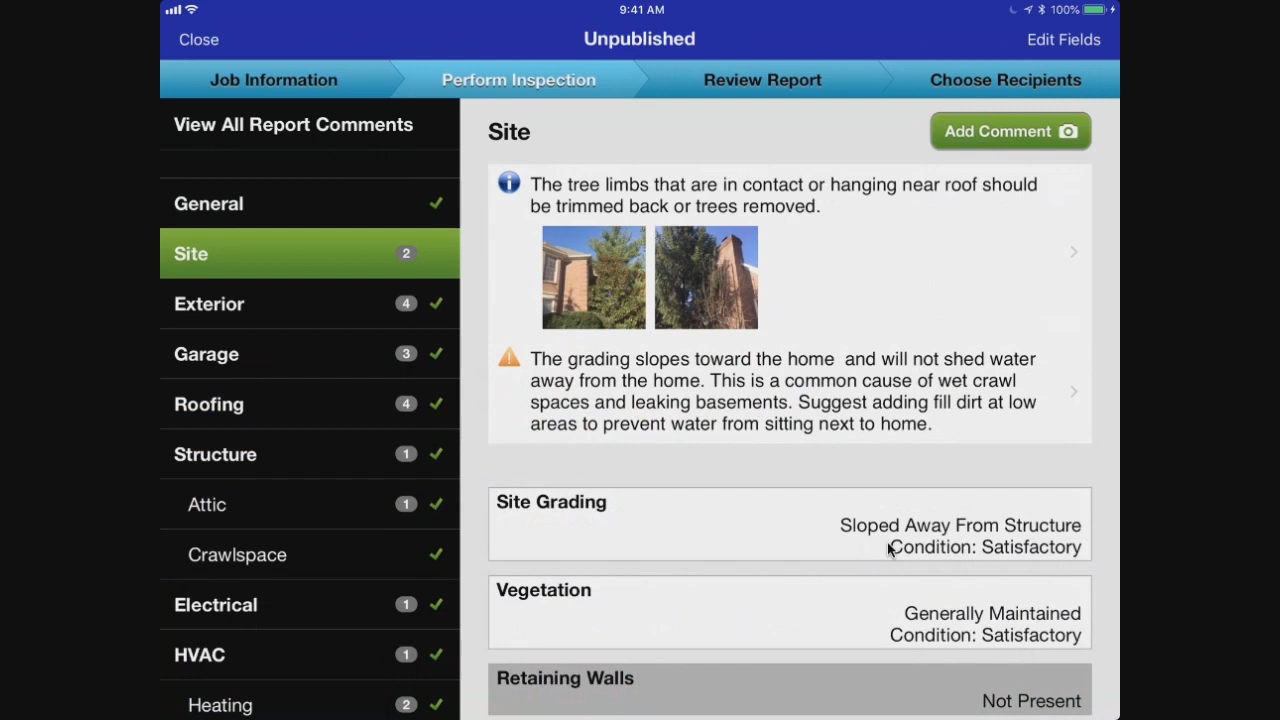 9:41 AM
100%
Close
Unpublished
Edit Fields
Job Information
Perform Inspection
Review Report
Choose Recipients
View All Report Comments
General
Site 2
Exterior 4
Garage 3
Roofing 4
Structure 1
Attic 1
Crawlspace
Electrical 1
HVAC 1
Heating 2
Site
Add Comment
The tree limbs that are in contact or hanging near roof should
be trimmed back or trees removed.
The grading slopes toward the home and will not shed water
away from the home. This is a common cause of wet crawl
spaces and leaking basements. Suggest adding fill dirt at low
areas to prevent water from sitting next to home.
Site Grading
Sloped Away From Structure
Condition: Satisfactory
Vegetation
Generally Maintained
Condition: Satisfactory
Retaining Walls
Not Present